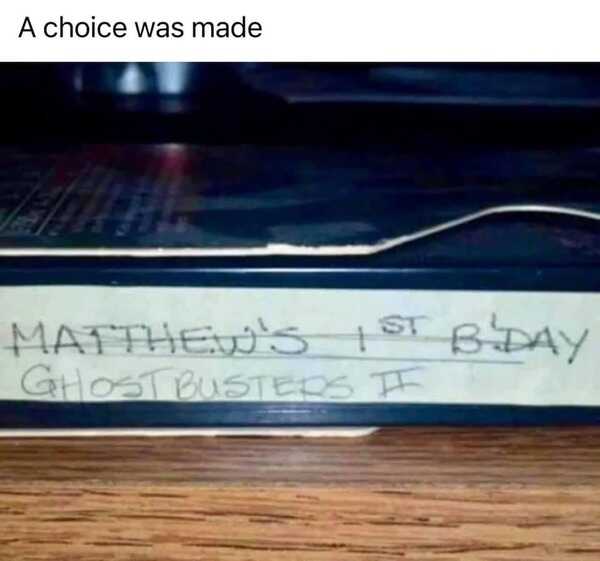 A choice was made
MATTHEW'S 1ST B'DAY
GHOSTBUSTERS II